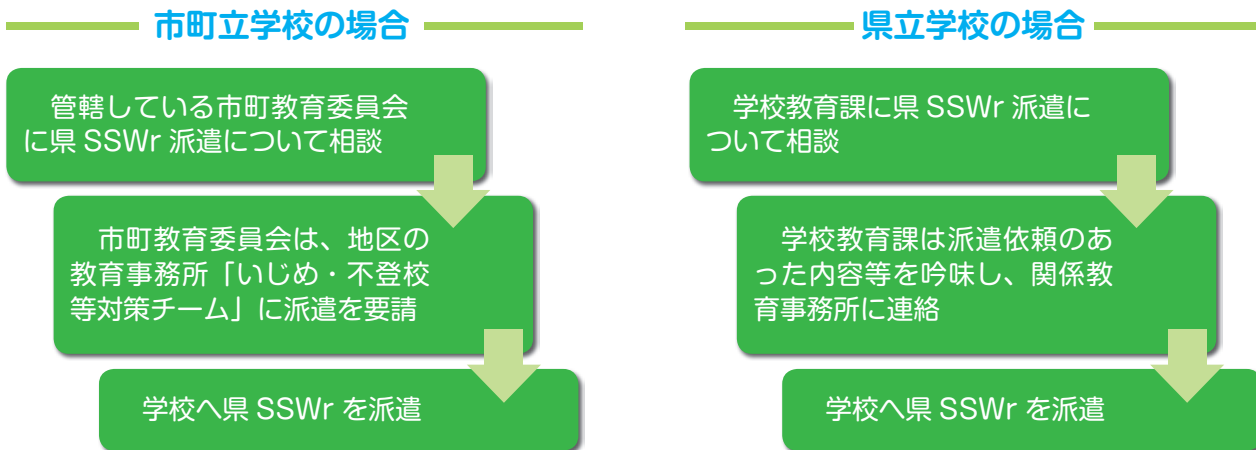 市町立学校の場合
管轄している市町教育委員会
に県 SSWr 派遣について相談
市町教育委員会は、地区の
教育事務所「いじめ・不登校
等対策チーム」に派遣を要請
学校へ県 SSWr を派遣
県立学校の場合
学校教育課に県 SSWr 派遣に
ついて相談
学校教育課は派遣依頼のあ
った内容等を吟味し、関係教
育事務所に連絡
学校へ県 SSWr を派遣